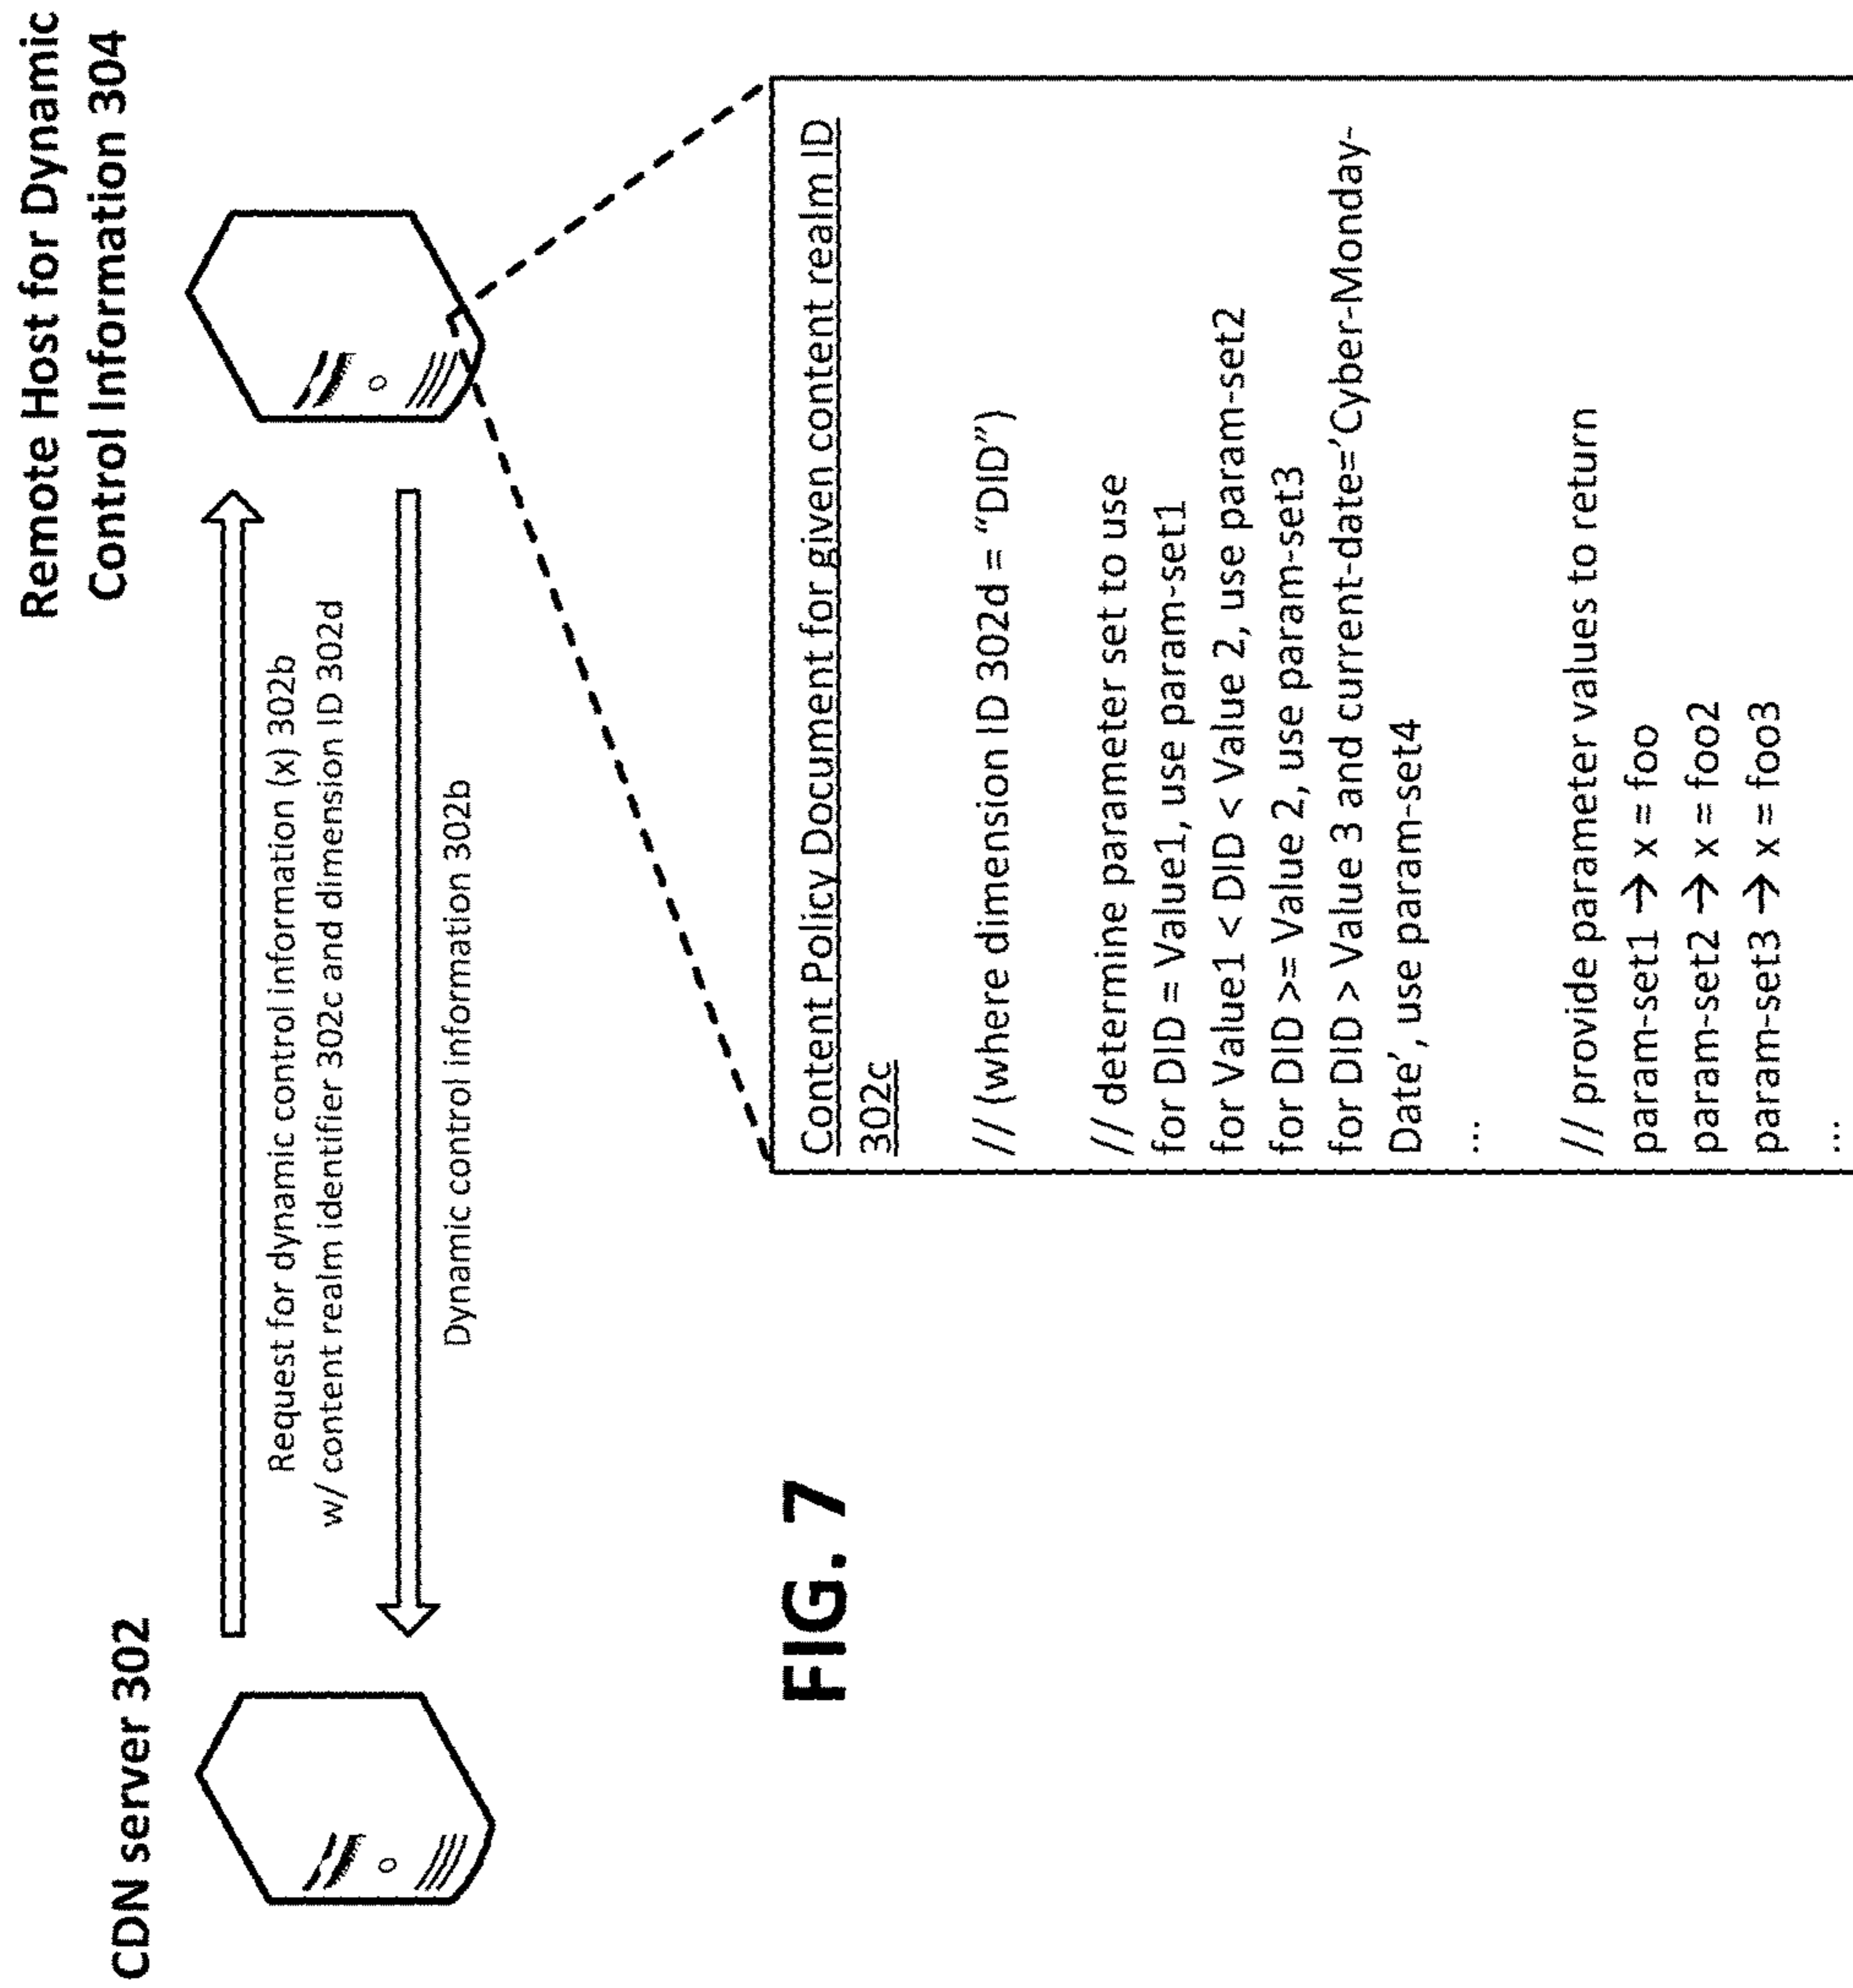 CDN server 302
Remote Host for Dynamic
Control Information 304
Request for dynamic control information (x) 302b
w/ content realm identifier 302c and dimension ID 302d
Dynamic control information 302b
FIG. 7
Content Policy Document for given content realm ID
302c
// (where dimension ID 302d = “DID”)
// determine parameter set to use
for DID = Value1, use param-set1
for Value1 < DID < Value 2, use param-set2
for DID >= Value 2, use param-set3
for DID > Value 3 and current-date=’Cyber-Monday-
Date’, use param-set4
...
// provide parameter values to return
param-set1 → x = foo
param-set2 → x = foo2
param-set3 → x = foo3
...